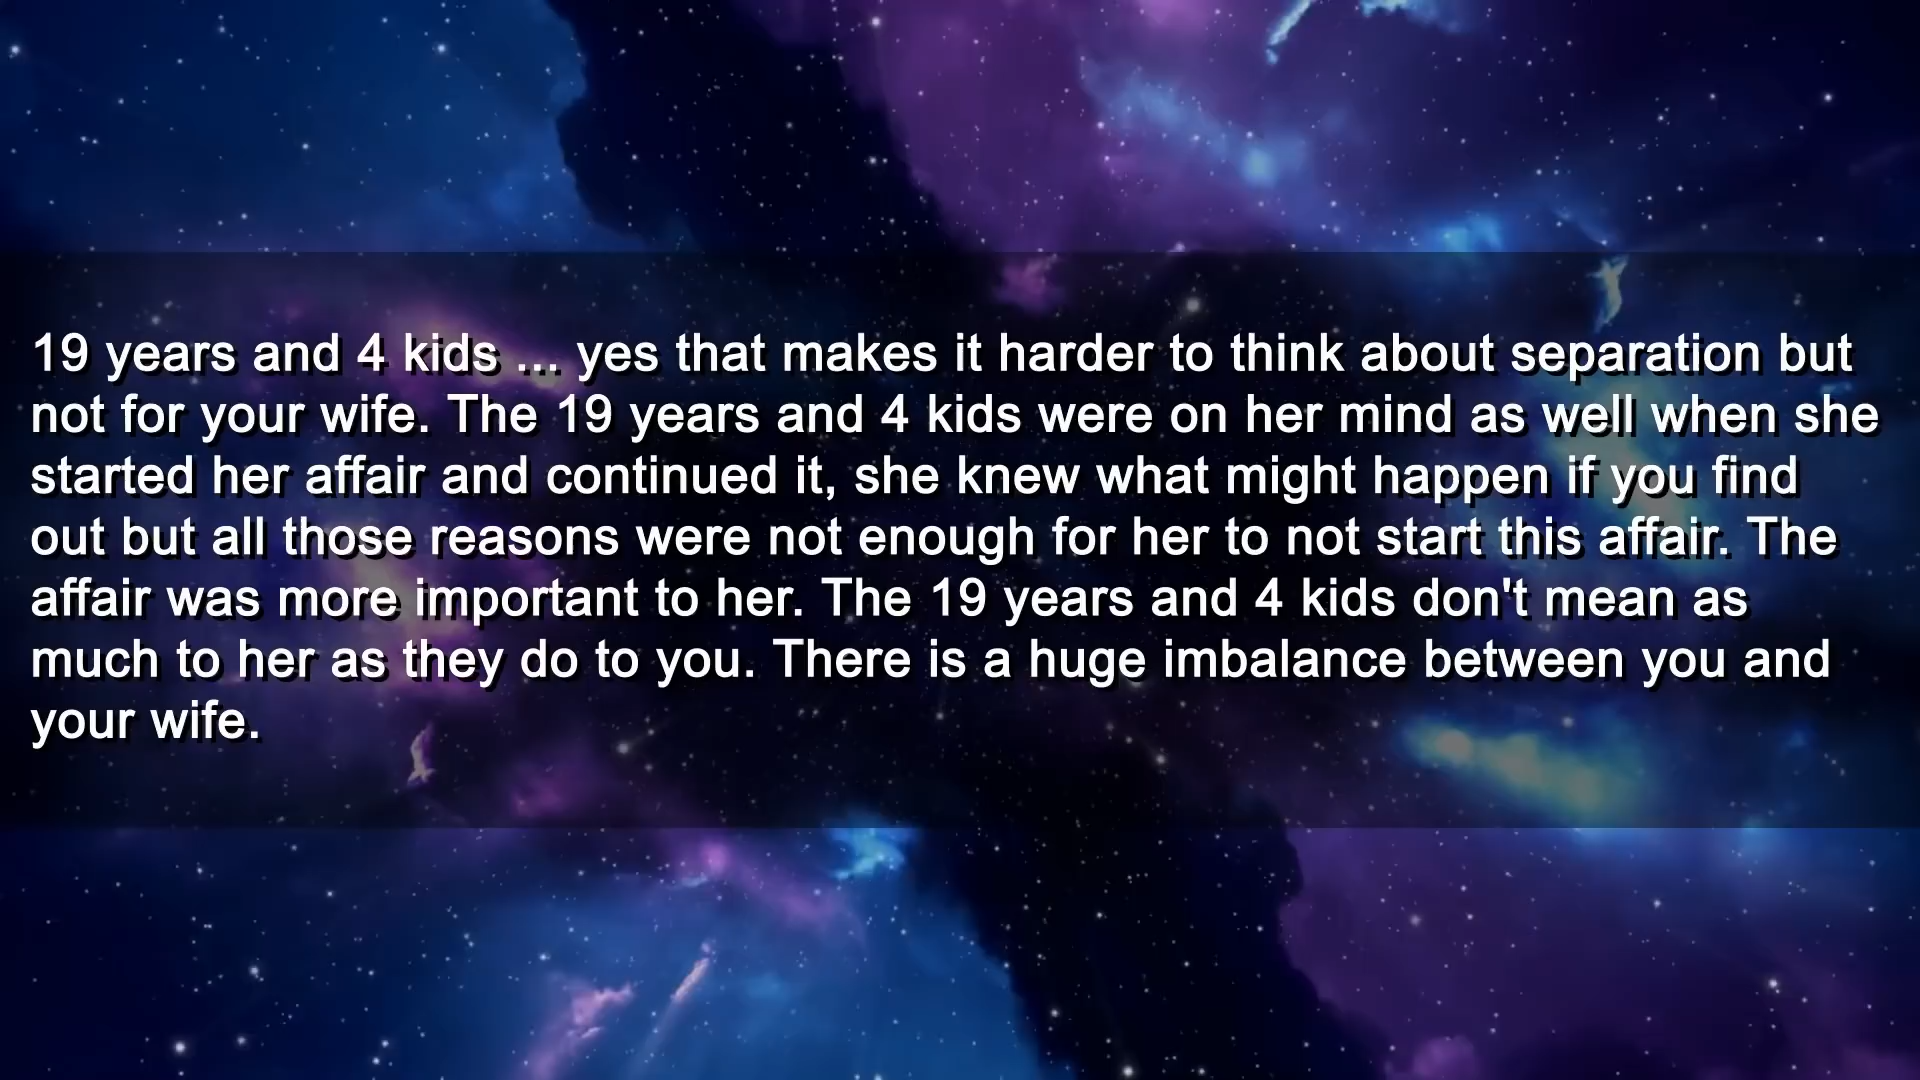 19 years and 4 kids ... yes that makes it harder to think about separation but
not for your wife. The 19 years and 4 kids were on her mind as well when she
started her affair and continued it, she knew what might happen if you find
out but all those reasons were not enough for her to not start this affair. The
affair was more important to her. The 19 years and 4 kids don't mean as
much to her as they do to you. There is a huge imbalance between you and
your wife.